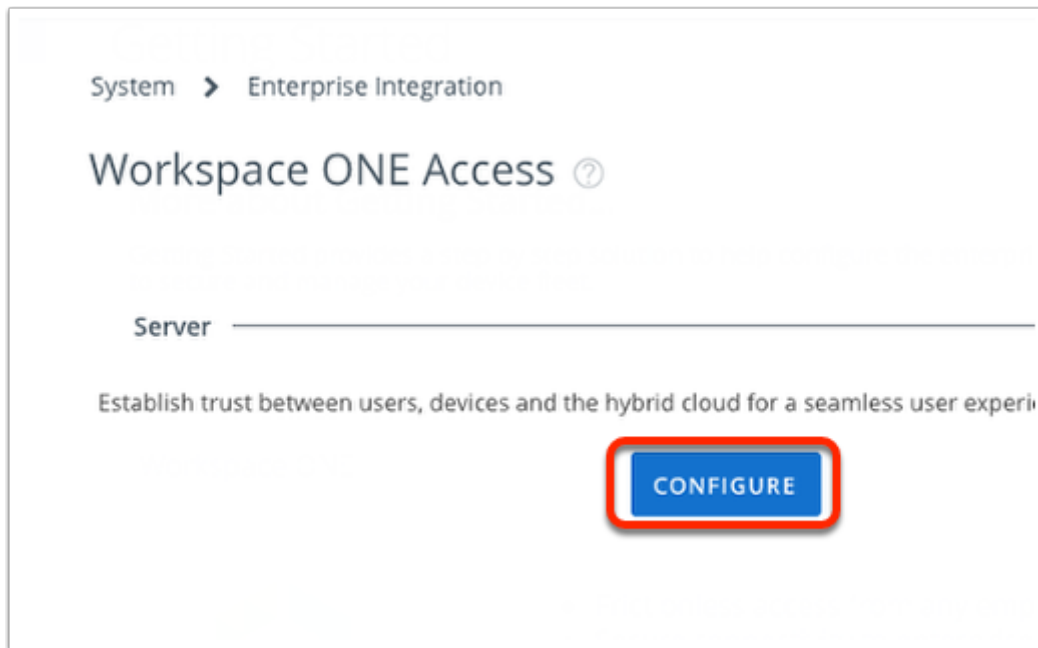 System > Enterprise Integration
Workspace ONE Access ?
Server
Establish trust between users, devices and the hybrid cloud for a seamless user
CONFIGURE